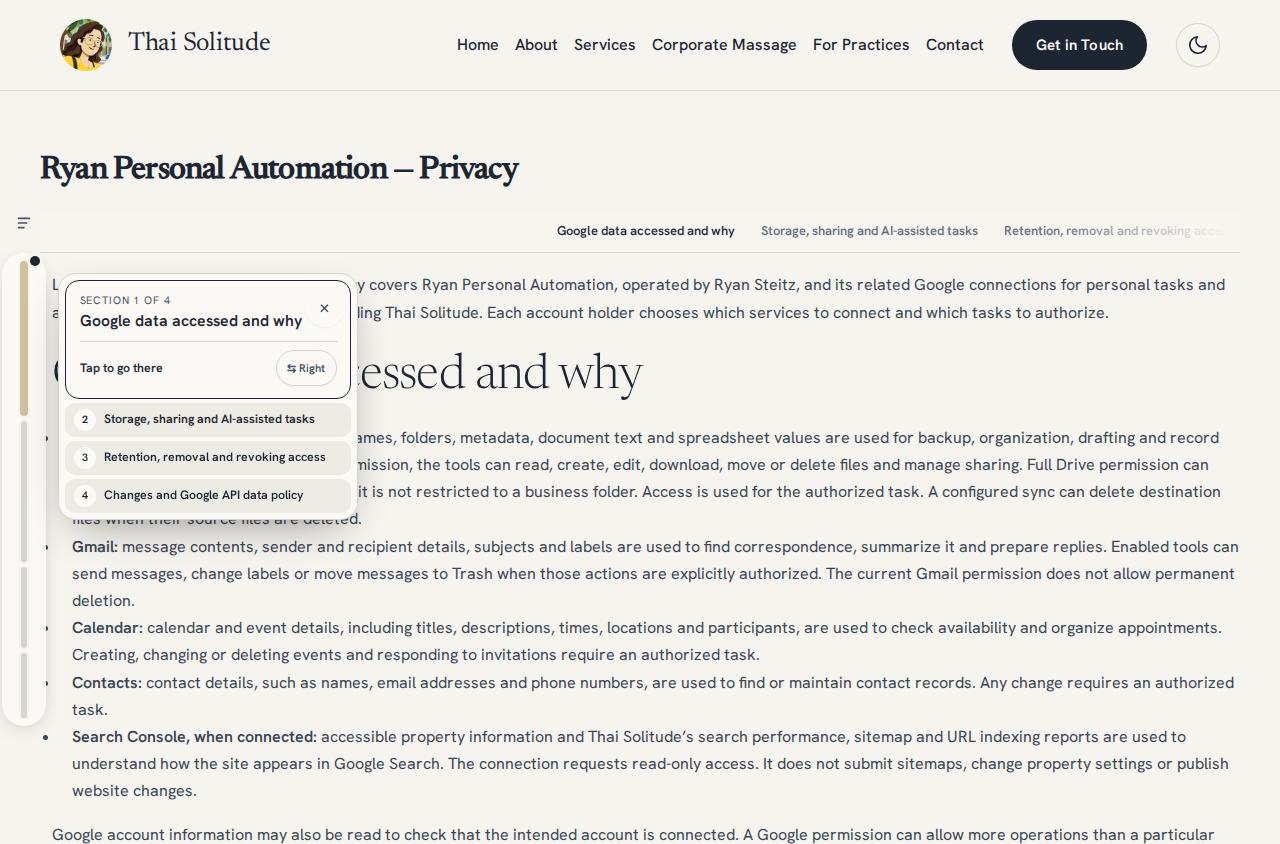 Thai Solitude
Home About Services Corporate Massage For Practices Contact Get in Touch
Ryan Personal Automation — Privacy
Google data accessed and why Storage, sharing and AI-assisted tasks Retention, removal and revoking acce
SECTION 1 OF 4
Google data accessed and why
Tap to go there
⇆ Right
2 Storage, sharing and AI-assisted tasks
3 Retention, removal and revoking access
4 Changes and Google API data policy
covers Ryan Personal Automation, operated by Ryan Steitz, and its related Google connections for personal tasks and
Thai Solitude. Each account holder chooses which services to connect and which tasks to authorize.
cessed and why
folders, metadata, document text and spreadsheet values are used for backup, organization, drafting and record
the tools can read, create, edit, download, move or delete files and manage sharing. Full Drive permission can
it is not restricted to a business folder. Access is used for the authorized task. A configured sync can delete destination
files when their source files are deleted.
Gmail: message contents, sender and recipient details, subjects and labels are used to find correspondence, summarize it and prepare replies. Enabled tools can
send messages, change labels or move messages to Trash when those actions are explicitly authorized. The current Gmail permission does not allow permanent
deletion.
Calendar: calendar and event details, including titles, descriptions, times, locations and participants, are used to check availability and organize appointments.
Creating, changing or deleting events and responding to invitations require an authorized task.
Contacts: contact details, such as names, email addresses and phone numbers, are used to find or maintain contact records. Any change requires an authorized
task.
Search Console, when connected: accessible property information and Thai Solitude’s search performance, sitemap and URL indexing reports are used to
understand how the site appears in Google Search. The connection requests read-only access. It does not submit sitemaps, change property settings or publish
website changes.
Google account information may also be read to check that the intended account is connected. A Google permission can allow more operations than a particular